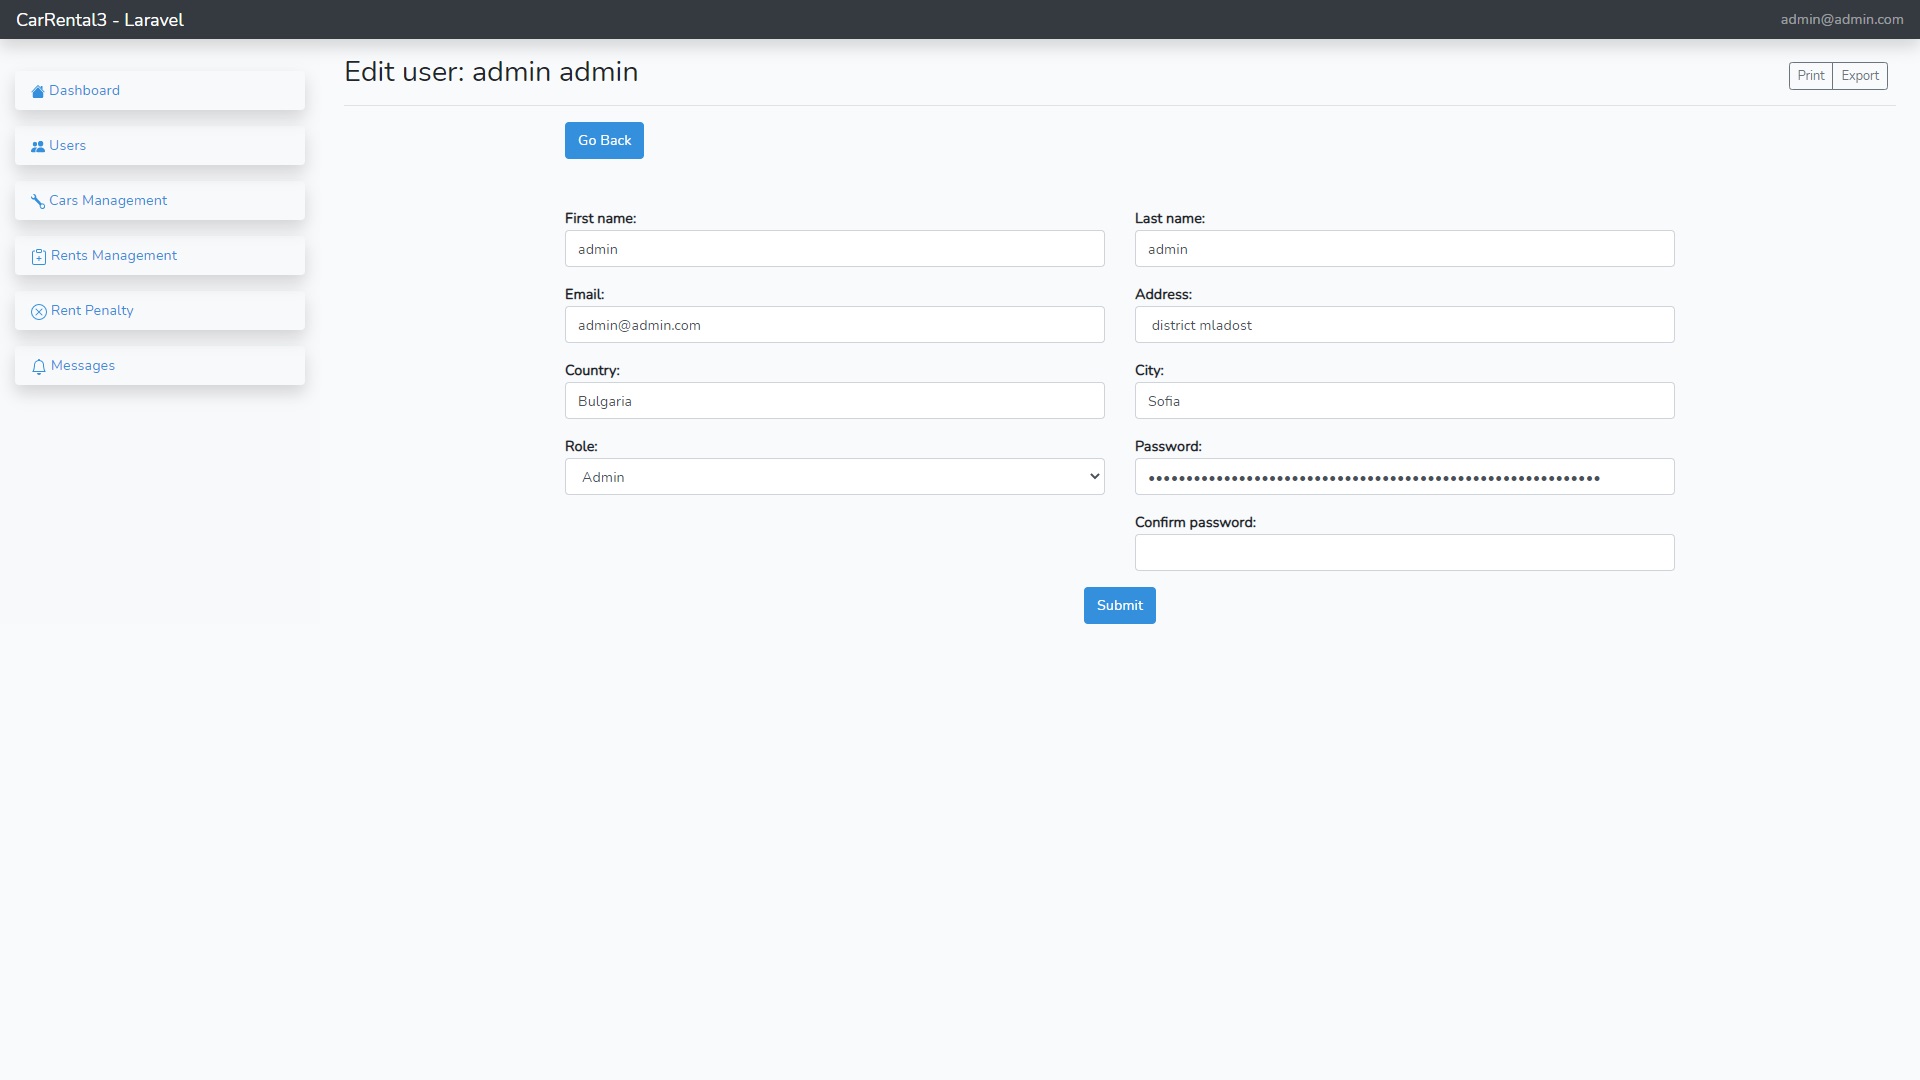 CarRental3 - Laravel
admin@admin.com
Dashboard
Users
Cars Management
Rents Management
Rent Penalty
Messages
Edit user: admin admin
Print
Export
Go Back
First name:
admin
Last name:
admin
Email:
admin@admin.com
Address:
district mladost
Country:
Bulgaria
City:
Sofia
Role:
Admin
Password:
••••••••••••••••••••••••••••••••••••••••••••••••••••••••••••
Confirm password:
Submit